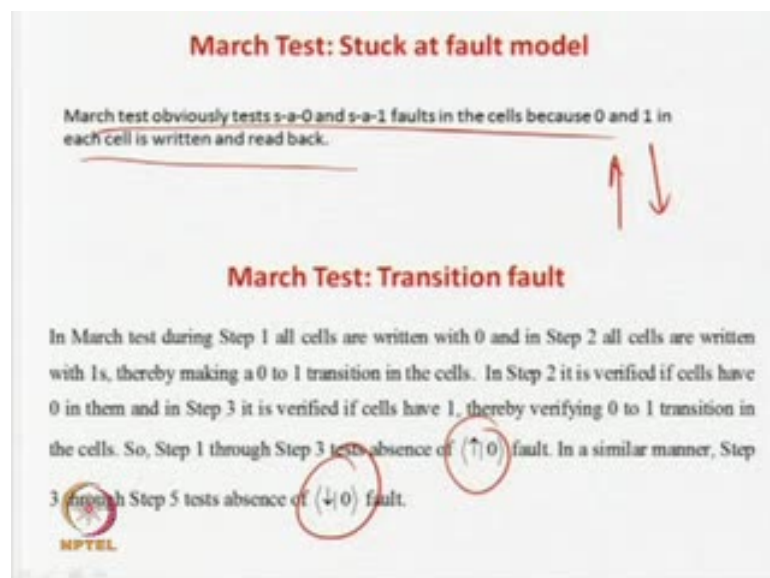 March Test: Stuck at fault model
March test obviously tests s-a-0 and s-a-1 faults in the cells because 0 and 1 in
each cell is written and read back.
March Test: Transition fault
In March test during Step 1 all cells are written with 0 and in Step 2 all cells are written
with 1s, thereby making a 0 to 1 transition in the cells. In Step 2 it is verified if cells have
0 in them and in Step 3 it is verified if cells have 1, thereby verifying 0 to 1 transition in
the cells. So, Step 1 through Step 3 tests absence of ⟨↑|0⟩ fault. In a similar manner, Step
3 through Step 5 tests absence of ⟨↓|0⟩ fault.
NPTEL